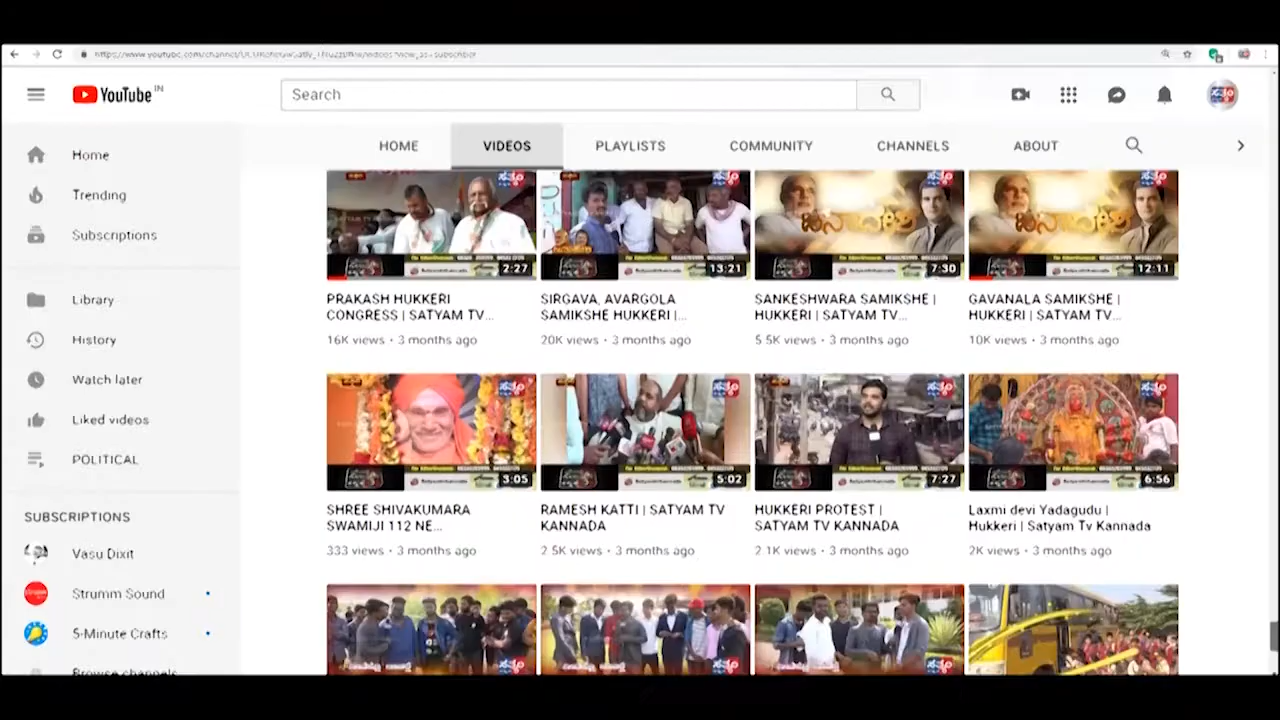 YouTube IN
Search
HOME
VIDEOS
PLAYLISTS
COMMUNITY
CHANNELS
ABOUT
Home
Trending
Subscriptions
Library
History
Watch later
Liked videos
POLITICAL
SUBSCRIPTIONS
Vasu Dixit
Strumm Sound
5-Minute Crafts
Browse channels
2:27
13:21
7:30
12:11
PRAKASH HUKKERI
CONGRESS | SATYAM TV...
16K views • 3 months ago
SIRGAVA, AVARGOLA
SAMIKSHE HUKKERI |...
20K views • 3 months ago
SANKESHWARA SAMIKSHE |
HUKKERI | SATYAM TV...
5.5K views • 3 months ago
GAVANALA SAMIKSHE |
HUKKERI | SATYAM TV...
10K views • 3 months ago
3:05
5:02
7:27
6:56
SHREE SHIVAKUMARA
SWAMIJI 112 NE...
333 views • 3 months ago
RAMESH KATTI | SATYAM TV
KANNADA
2.5K views • 3 months ago
HUKKERI PROTEST |
SATYAM TV KANNADA
2.1K views • 3 months ago
Laxmi devi Yadagudu |
Hukkeri | Satyam Tv Kannada
2K views • 3 months ago